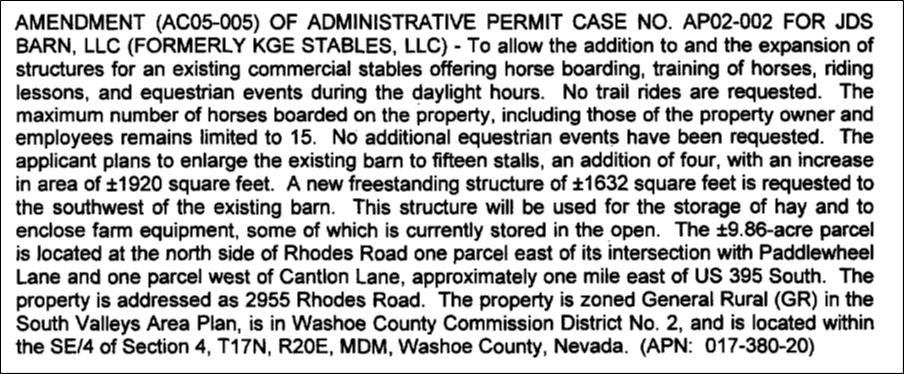 AMENDMENT (AC05-005) OF ADMINISTRATIVE PERMIT CASE NO. AP02-002 FOR JDS
BARN, LLC (FORMERLY KGE STABLES, LLC) - To allow the addition to and the expansion of
structures for an existing commercial stables offering horse boarding, training of horses, riding
lessons, and equestrian events during the daylight hours. No trail rides are requested. The
maximum number of horses boarded on the property, including those of the property owner and
employees remains limited to 15. No additional equestrian events have been requested. The
applicant plans to enlarge the existing barn to fifteen stalls, an addition of four, with an increase
in area of ±1920 square feet. A new freestanding structure of ±1632 square feet is requested to
the southwest of the existing barn. This structure will be used for the storage of hay and to
enclose farm equipment, some of which is currently stored in the open. The ±9.86-acre parcel
is located at the north side of Rhodes Road one parcel east of its intersection with Paddlewheel
Lane and one parcel west of Cantlon Lane, approximately one mile east of US 395 South. The
property is addressed as 2955 Rhodes Road. The property is zoned General Rural (GR) in the
South Valleys Area Plan, is in Washoe County Commission District No. 2, and is located within
the SE/4 of Section 4, T17N, R20E, MDM, Washoe County, Nevada. (APN: 017-380-20)